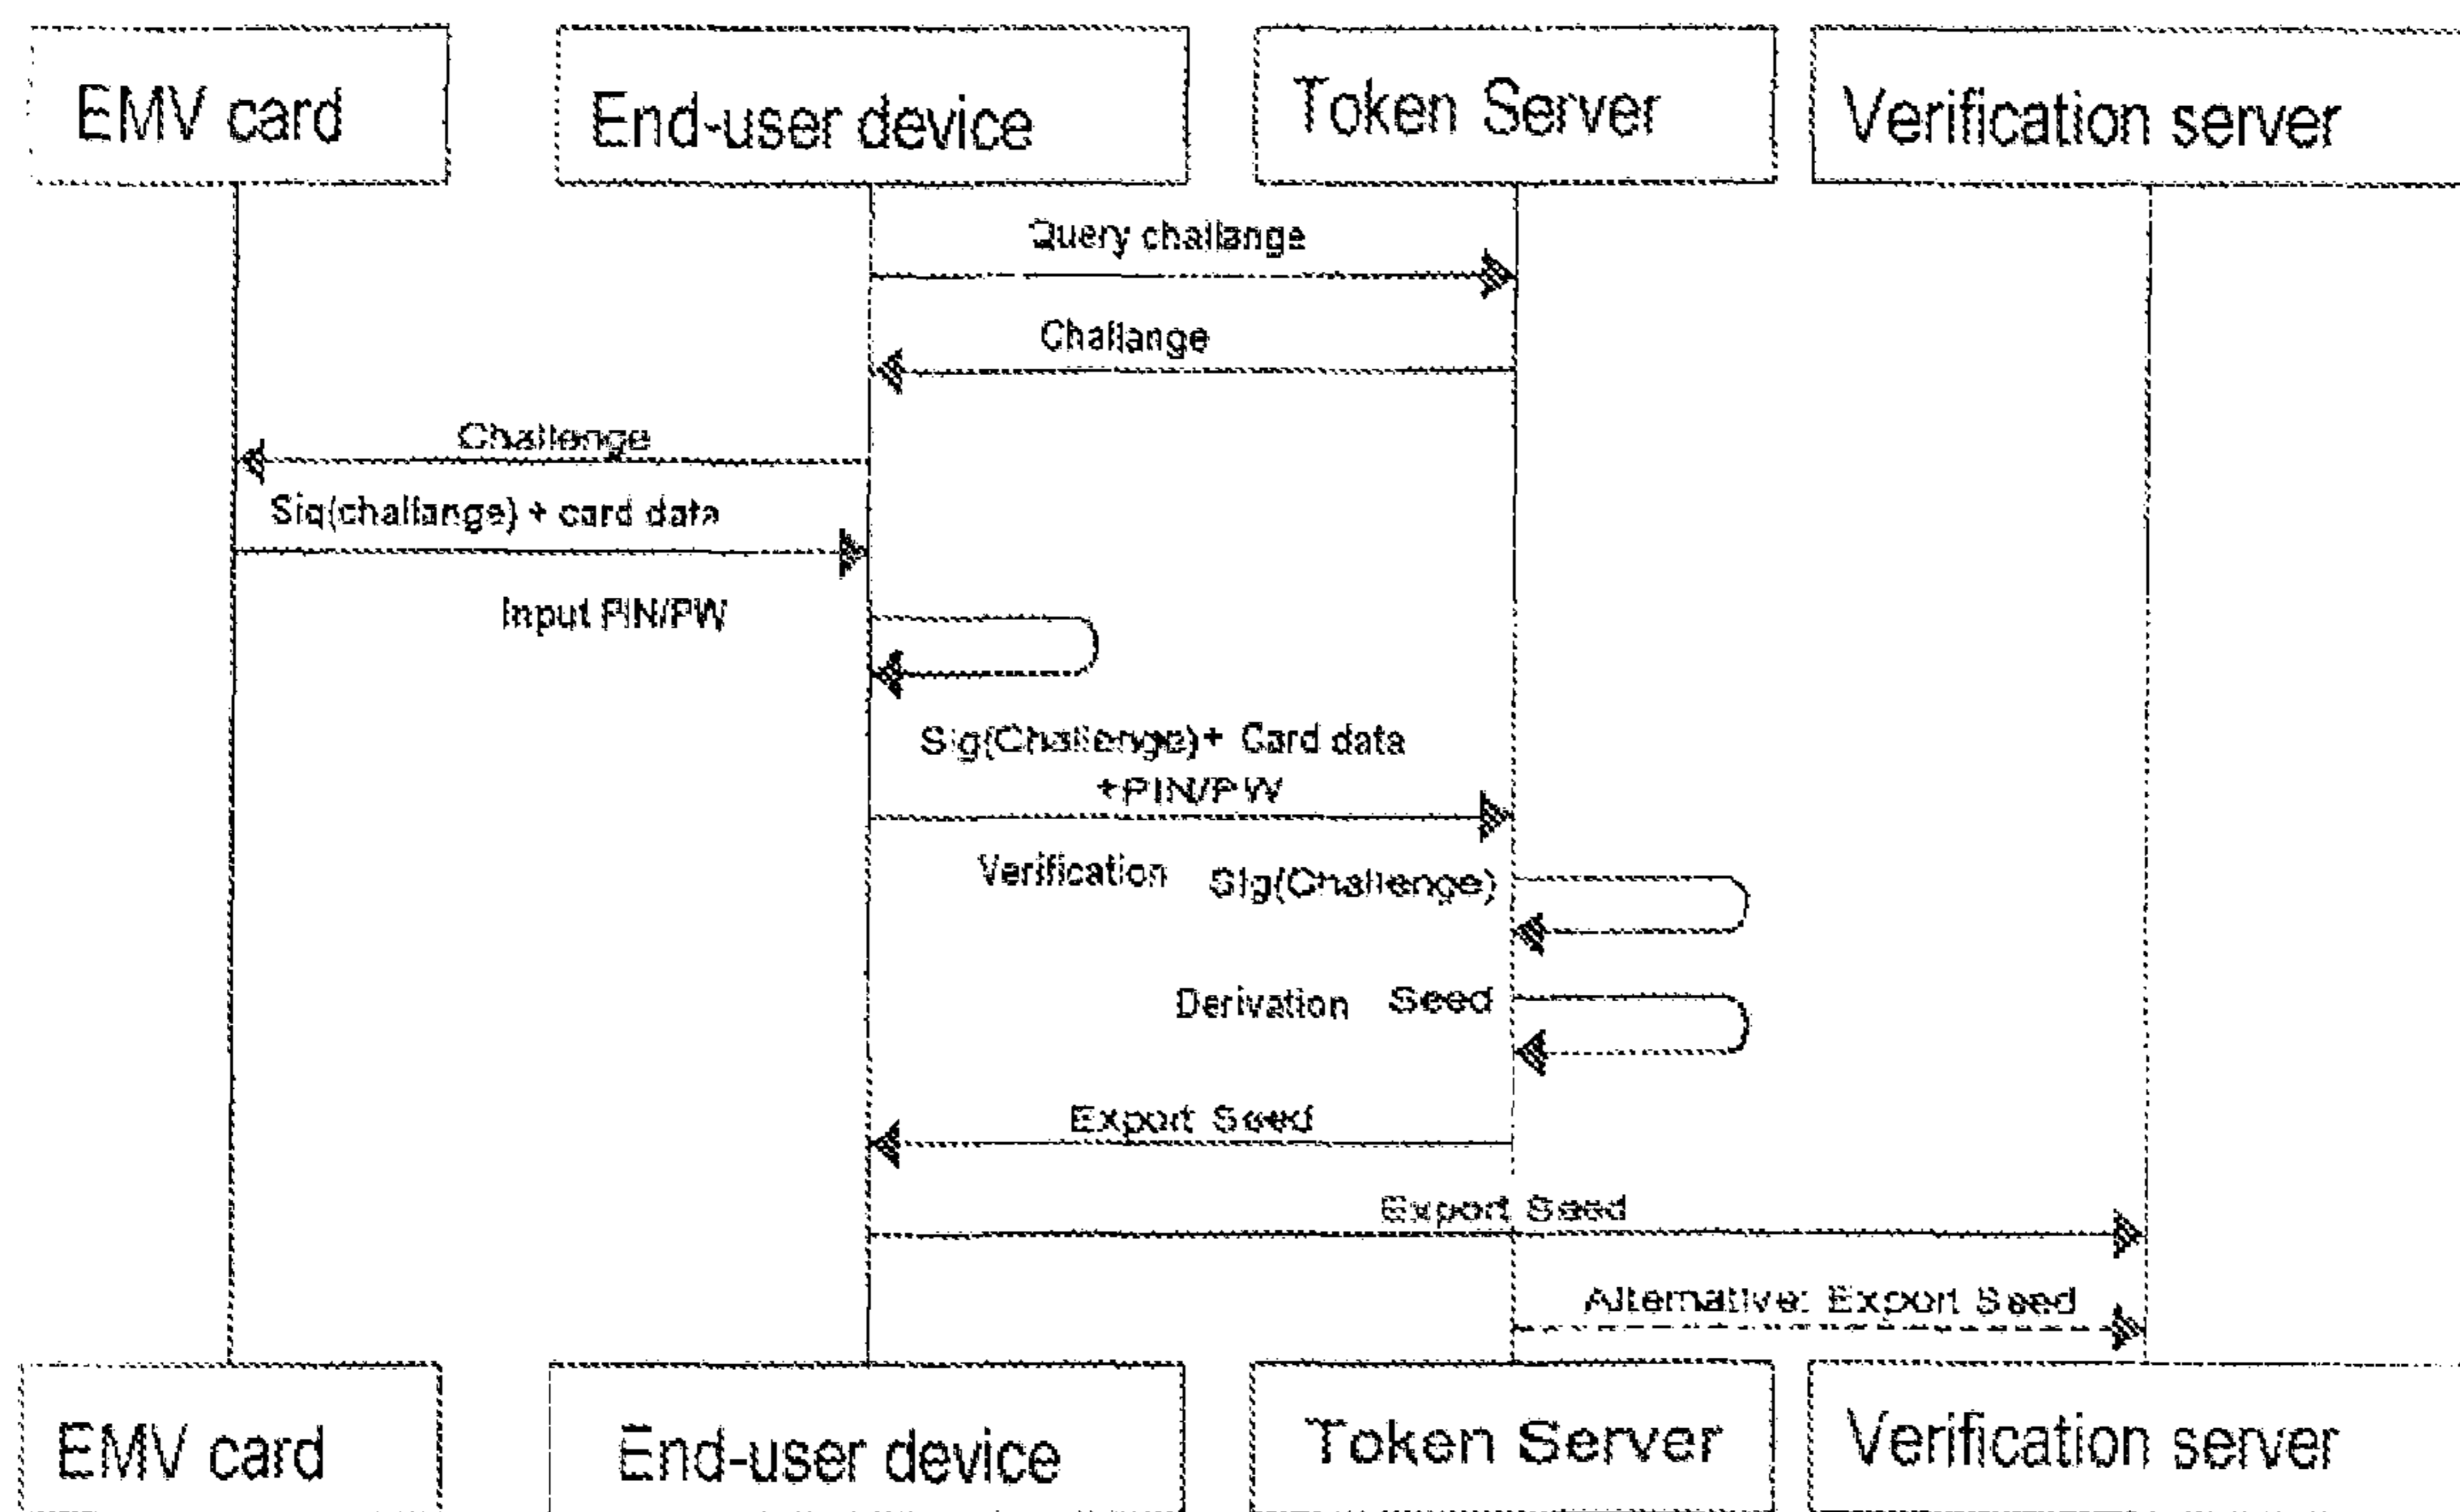 EMV card
End-user device
Token Server
Verification server
Query challange
Challange
Challenge
Sig(challange) + card data
Input PIN/PW
Sig(Challenge)+ Card data
+PIN/PW
Verification Sig(Challenge)
Derivation Seed
Export Seed
Export Seed
Alternative: Export Seed
EMV card
End-user device
Token Server
Verification server